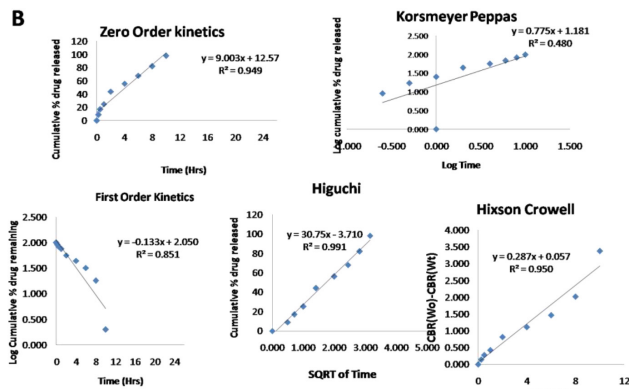 B
Zero Order kinetics
Cumulative % drug released
120
100
80
60
40
20
0
y = 9.003x + 12.57
R² = 0.949
0 4 8 12 16 20 24
Time (Hrs)
Korsmeyer Peppas
Log cumulative % drug released
2.500
2.000
1.500
1.000
0.500
0.000
y = 0.775x + 1.181
R² = 0.480
-1.000 -0.500 0.000 0.500 1.000 1.500
Log Time
First Order Kinetics
Log Cumulative % drug remaining
2.500
2.000
1.500
1.000
0.500
0.000
y = -0.133x + 2.050
R² = 0.851
0 4 8 12 16 20 24
Time (Hrs)
Higuchi
Cumulative % drug released
120
100
80
60
40
20
0
y = 30.75x - 3.710
R² = 0.991
0.000 1.000 2.000 3.000 4.000 5.000
SQRT of Time
Hixson Crowell
CBR(Wo)-CBR(Wt)
4.000
3.500
3.000
2.500
2.000
1.500
1.000
0.500
0.000
y = 0.287x + 0.057
R² = 0.950
0 2 4 6 8 10 12